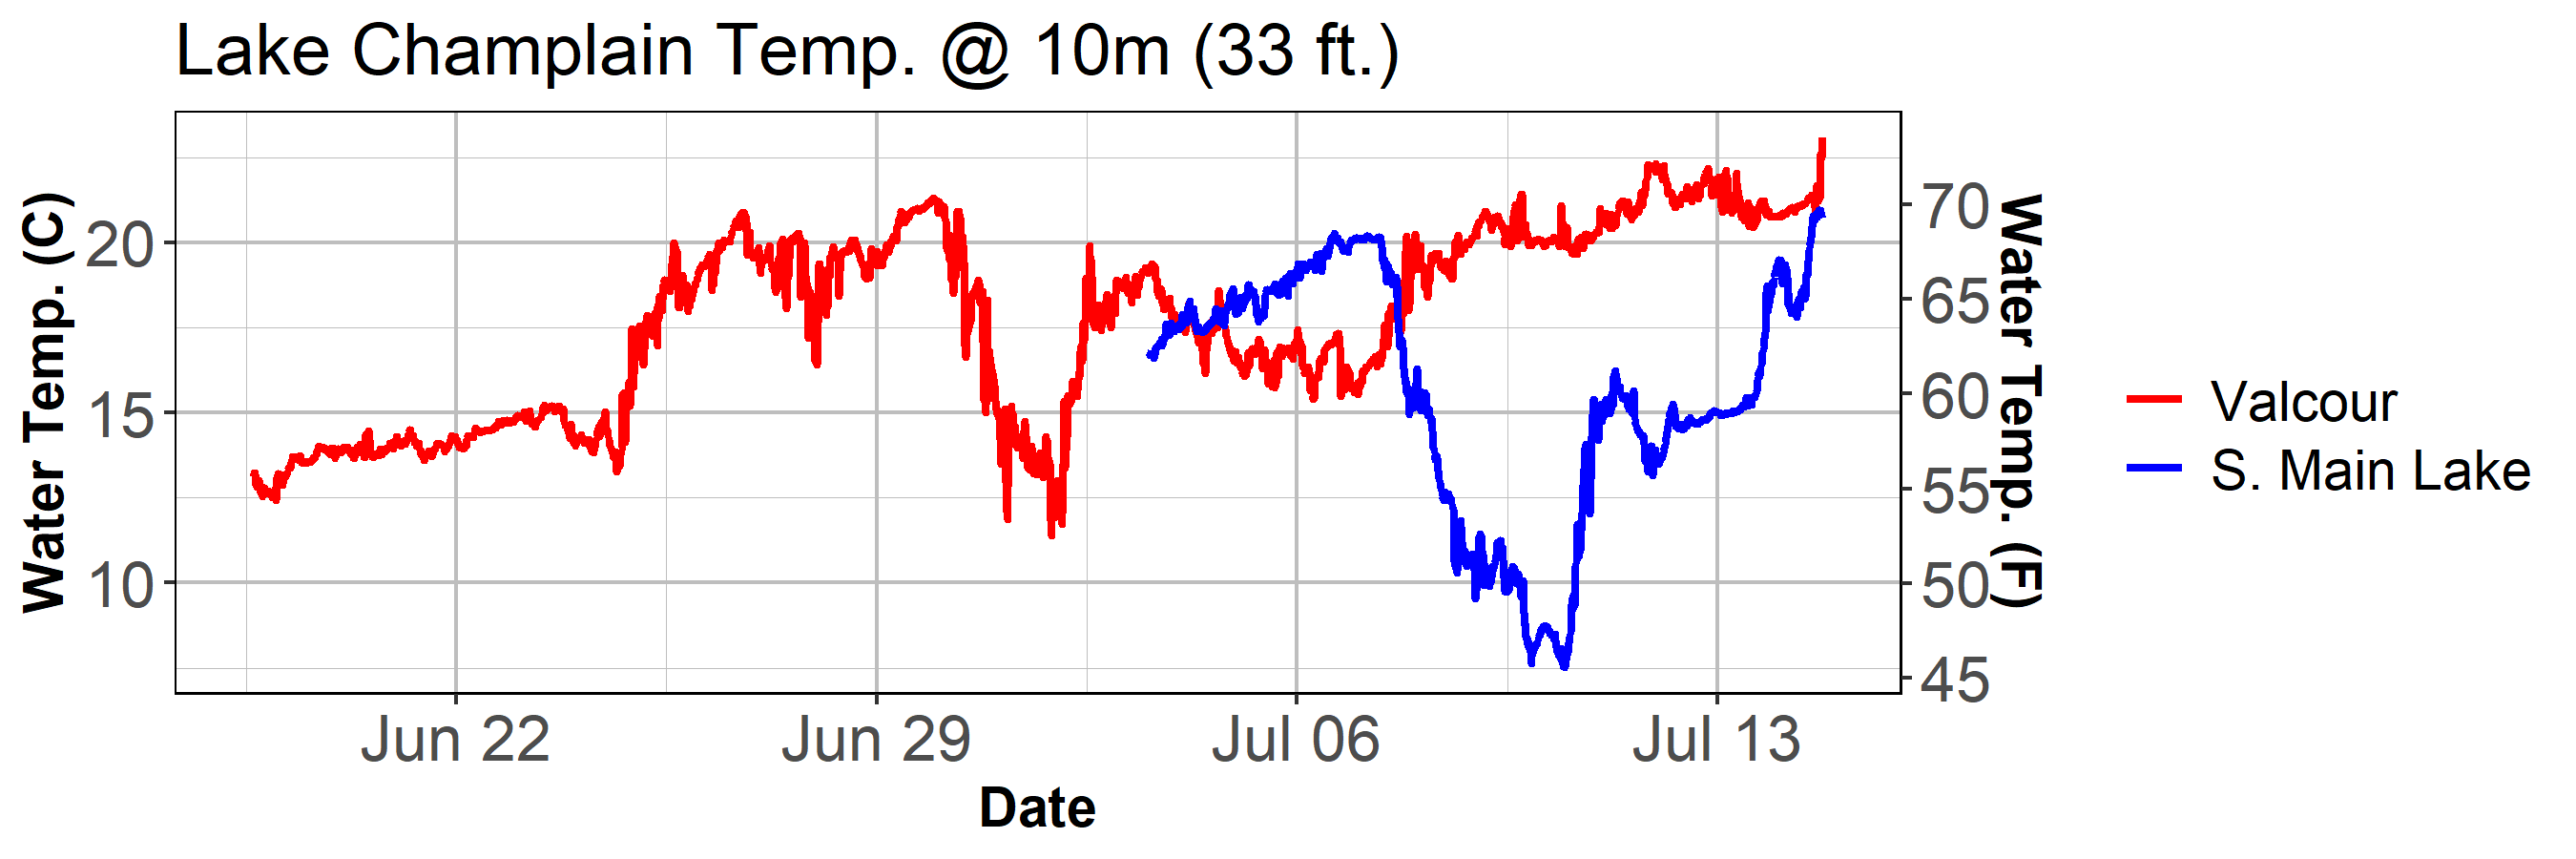 Lake Champlain Temp. @ 10m (33 ft.)
Water Temp. (C)
20
15
10
70
65
60
55
50
45
Water Temp. (F)
Jun 22
Jun 29
Jul 06
Jul 13
Date
Valcour
S. Main Lake